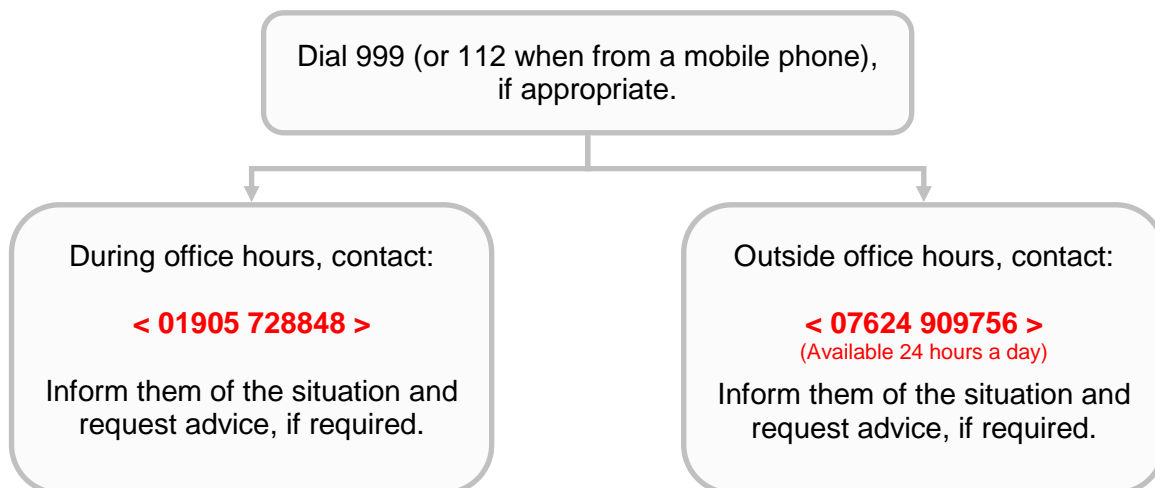 Dial 999 (or 112 when from a mobile phone),
if appropriate.
During office hours, contact:
< 01905 728848 >
Inform them of the situation and
request advice, if required.
Outside office hours, contact:
< 07624 909756 >
(Available 24 hours a day)
Inform them of the situation and
request advice, if required.